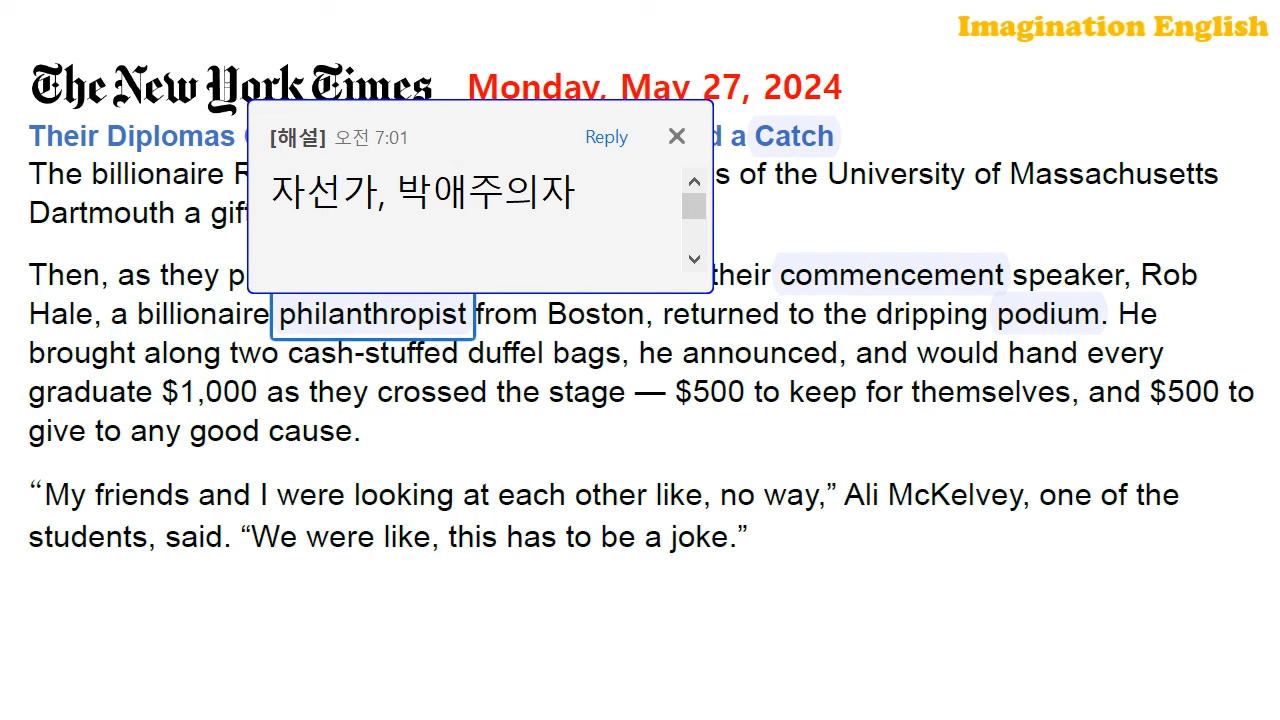 Imagination English
The New York Times Monday, May 27, 2024
Their Diplomas d a Catch
[해설] 오전 7:01 Reply
자선가, 박애주의자
The billionaire s of the University of Massachusetts
Dartmouth a gif
Then, as they p their commencement speaker, Rob
Hale, a billionaire philanthropist from Boston, returned to the dripping podium. He
brought along two cash-stuffed duffel bags, he announced, and would hand every
graduate $1,000 as they crossed the stage — $500 to keep for themselves, and $500 to
give to any good cause.
“My friends and I were looking at each other like, no way,” Ali McKelvey, one of the
students, said. “We were like, this has to be a joke.”